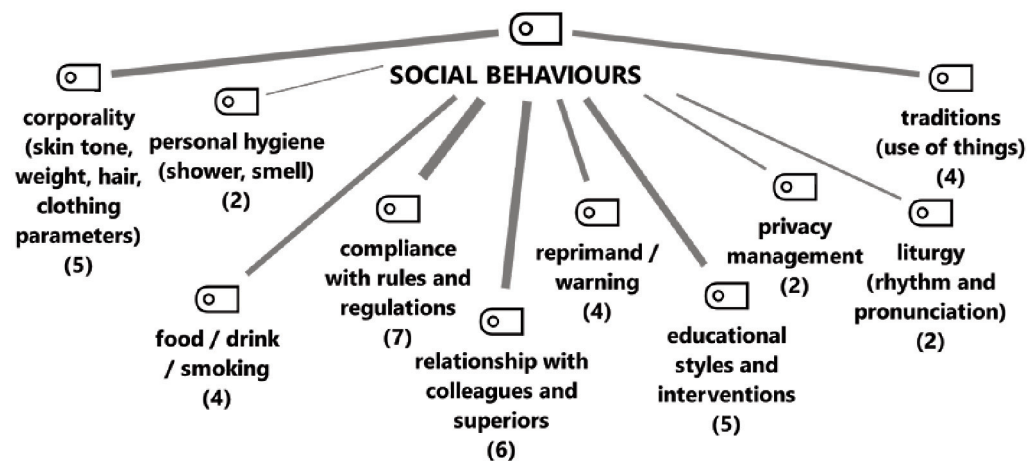 SOCIAL BEHAVIOURS
corporality
(skin tone,
weight, hair,
clothing
parameters)
(5)
personal hygiene
(shower, smell)
(2)
food / drink
/ smoking
(4)
compliance
with rules and
regulations
(7)
relationship with
colleagues and
superiors
(6)
reprimand /
warning
(4)
educational
styles and
interventions
(5)
privacy
management
(2)
liturgy
(rhythm and
pronunciation)
(2)
traditions
(use of things)
(4)